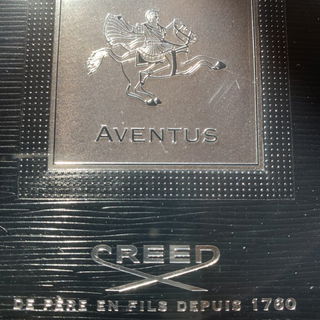 AVENTUS
CREED
DE PÈRE EN FILS DEPUIS 1760